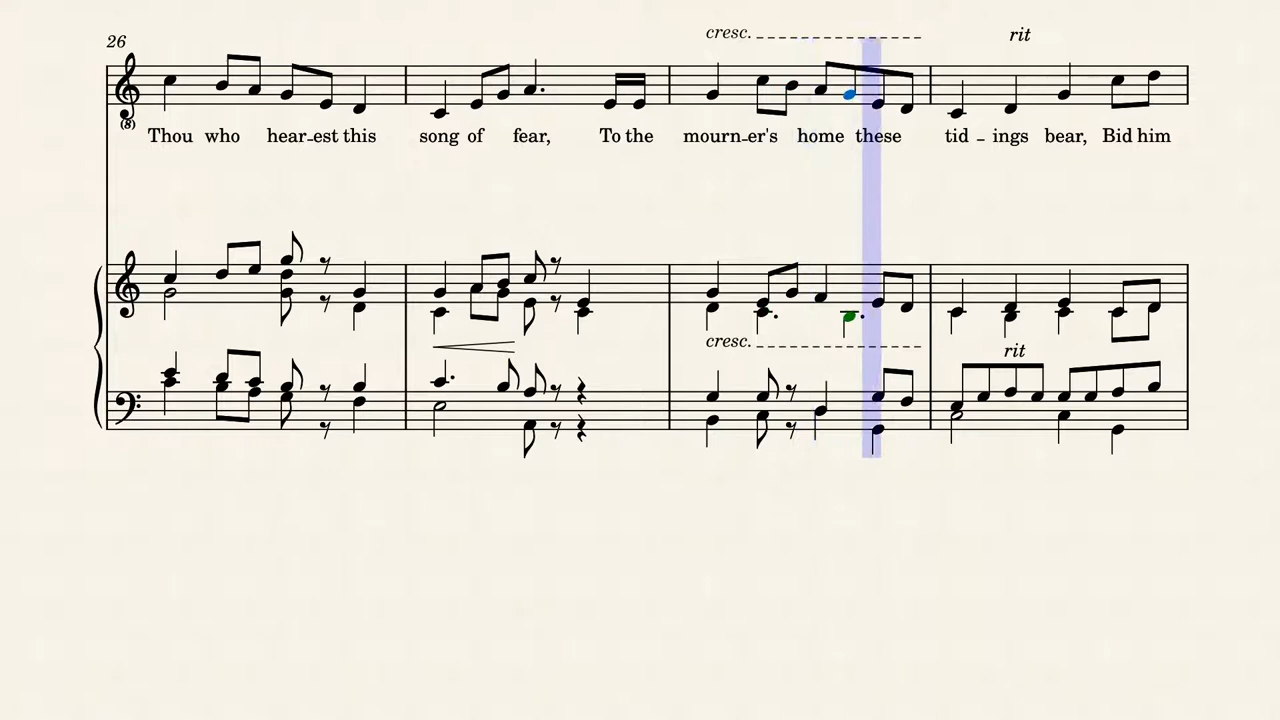 cresc.
rit
26
(8)
Thou who hear-est this song of fear, To the mourn-er's home these tid - ings bear, Bid him
cresc.
rit